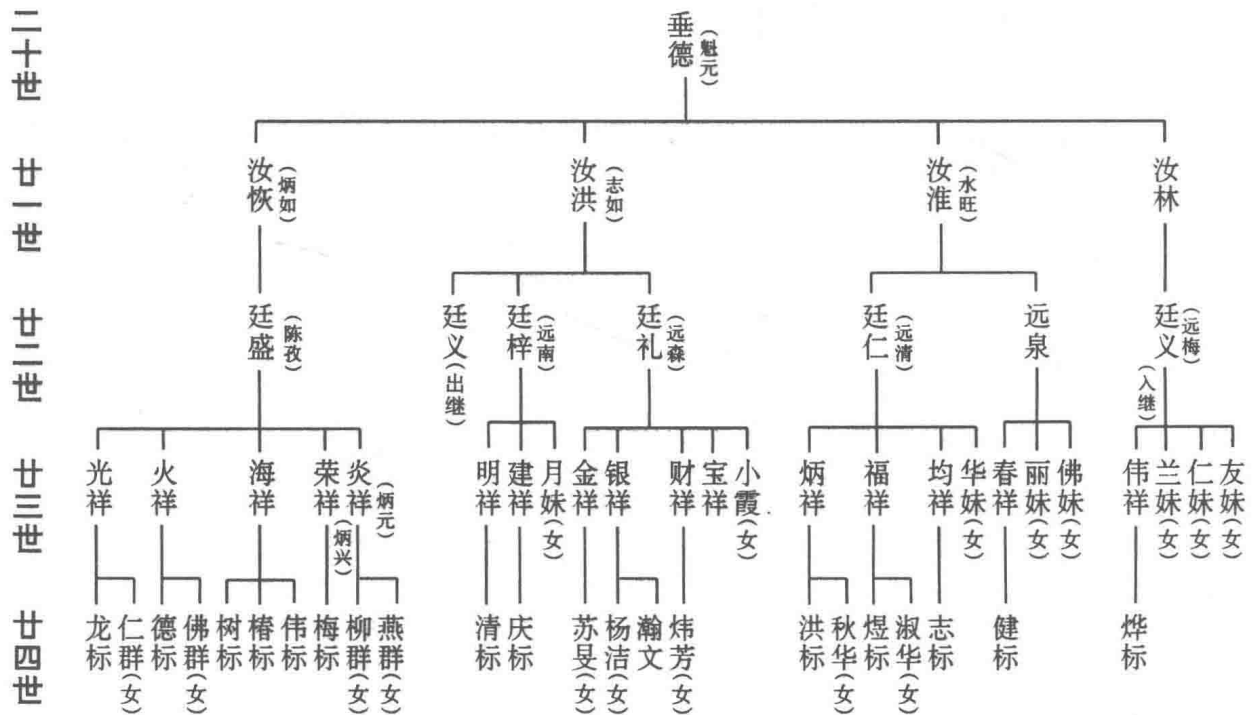 二十世
垂德(魁元)
廿一世
汝恢(炳如)
汝洪(志如)
汝淮(水旺)
汝林
廿二世
廷盛(陈孜)
廷义(出继)
廷梓(远南)
廷礼(远森)
廷仁(远清)
远泉
廷义(远梅)(入继)
廿三世
光祥
火祥
海祥
荣祥(炳兴)
炎祥(炳元)
明祥
建祥
月妹(女)
金祥
银祥
财祥
宝祥
小霞(女)
炳祥
福祥
均祥
华妹(女)
春祥
丽妹(女)
佛妹(女)
伟祥
兰妹(女)
仁妹(女)
友妹(女)
廿四世
龙标
仁群(女)
德标
佛群(女)
树标
椿标
伟标
梅标
柳群(女)
燕群(女)
清标
庆标
苏旻(女)
杨洁(女)
瀚文
炜芳(女)
洪标
秋华(女)
煜标
淑华(女)
志标
健标
烨标